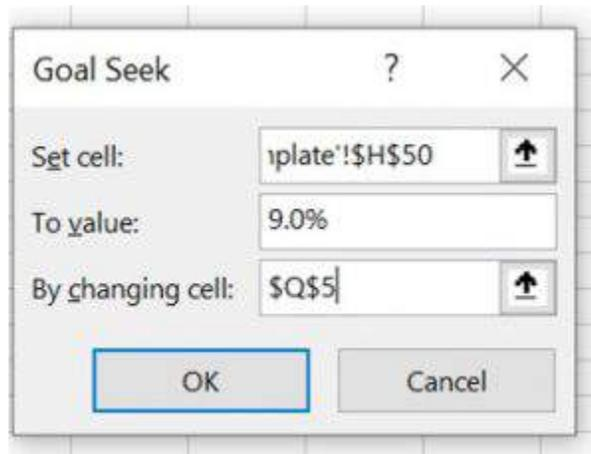 Goal Seek ? ×
Set cell: nplate'!$H$50
To value: 9.0%
By changing cell: $Q$5
OK Cancel